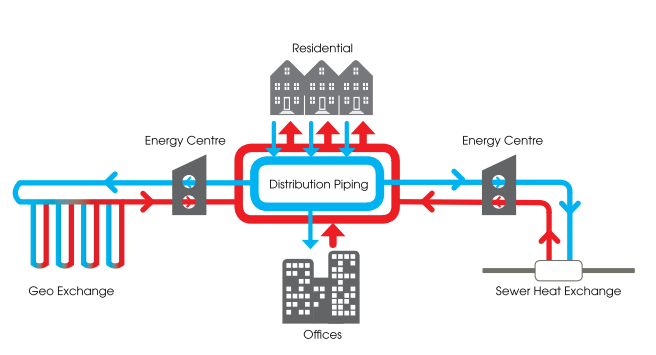 Residential
Energy Centre
Energy Centre
Distribution Piping
Geo Exchange
Sewer Heat Exchange
Offices